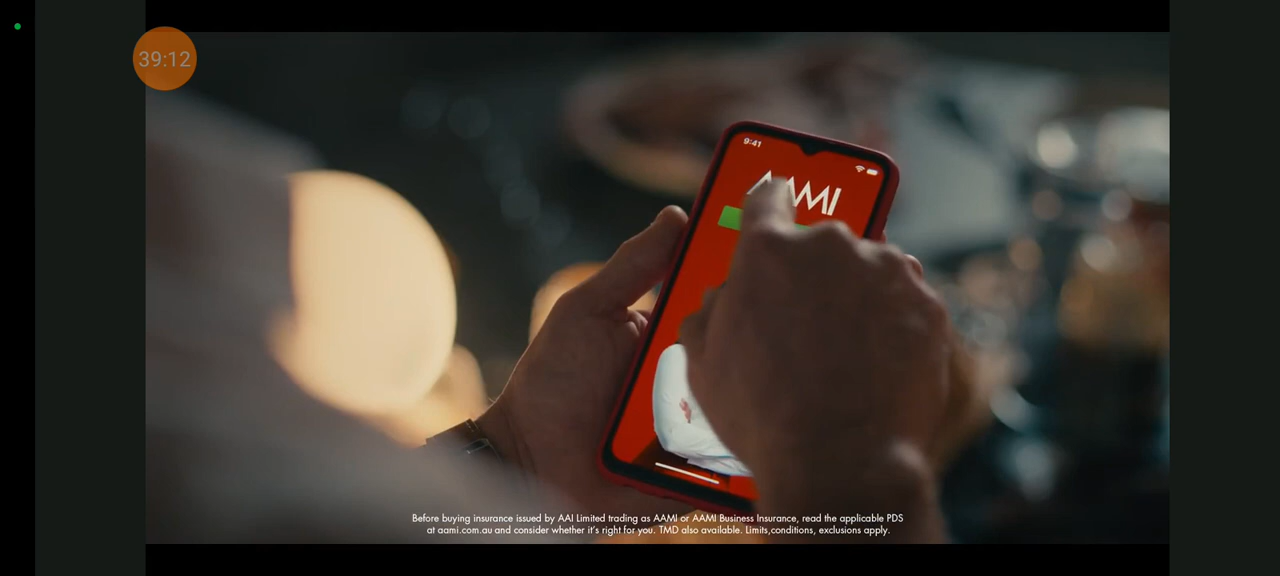 39:12
9:41
AAMI
Before buying insurance issued by AAI Limited trading as AAMI or AAMI Business Insurance, read the applicable PDS
at aami.com.au and consider whether it's right for you. TMD also available. Limits,conditions, exclusions apply.